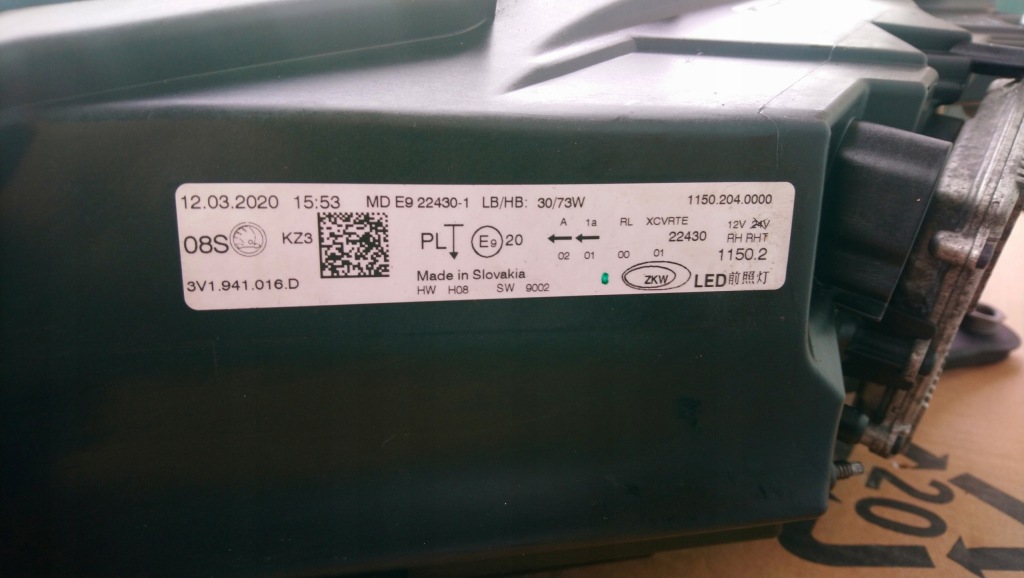 12.03.2020 15:53 MD E9 22430-1 LB/HB: 30/73W 1150.204.0000
A 1a RL XCVRTE 12V 24V
08S KZ3 PL E9 20 22430 RH RHT
02 01 00 01 1150.2
Made in Slovakia
3V1.941.016.D HW H08 SW 9002 ZKW LED前照灯
120